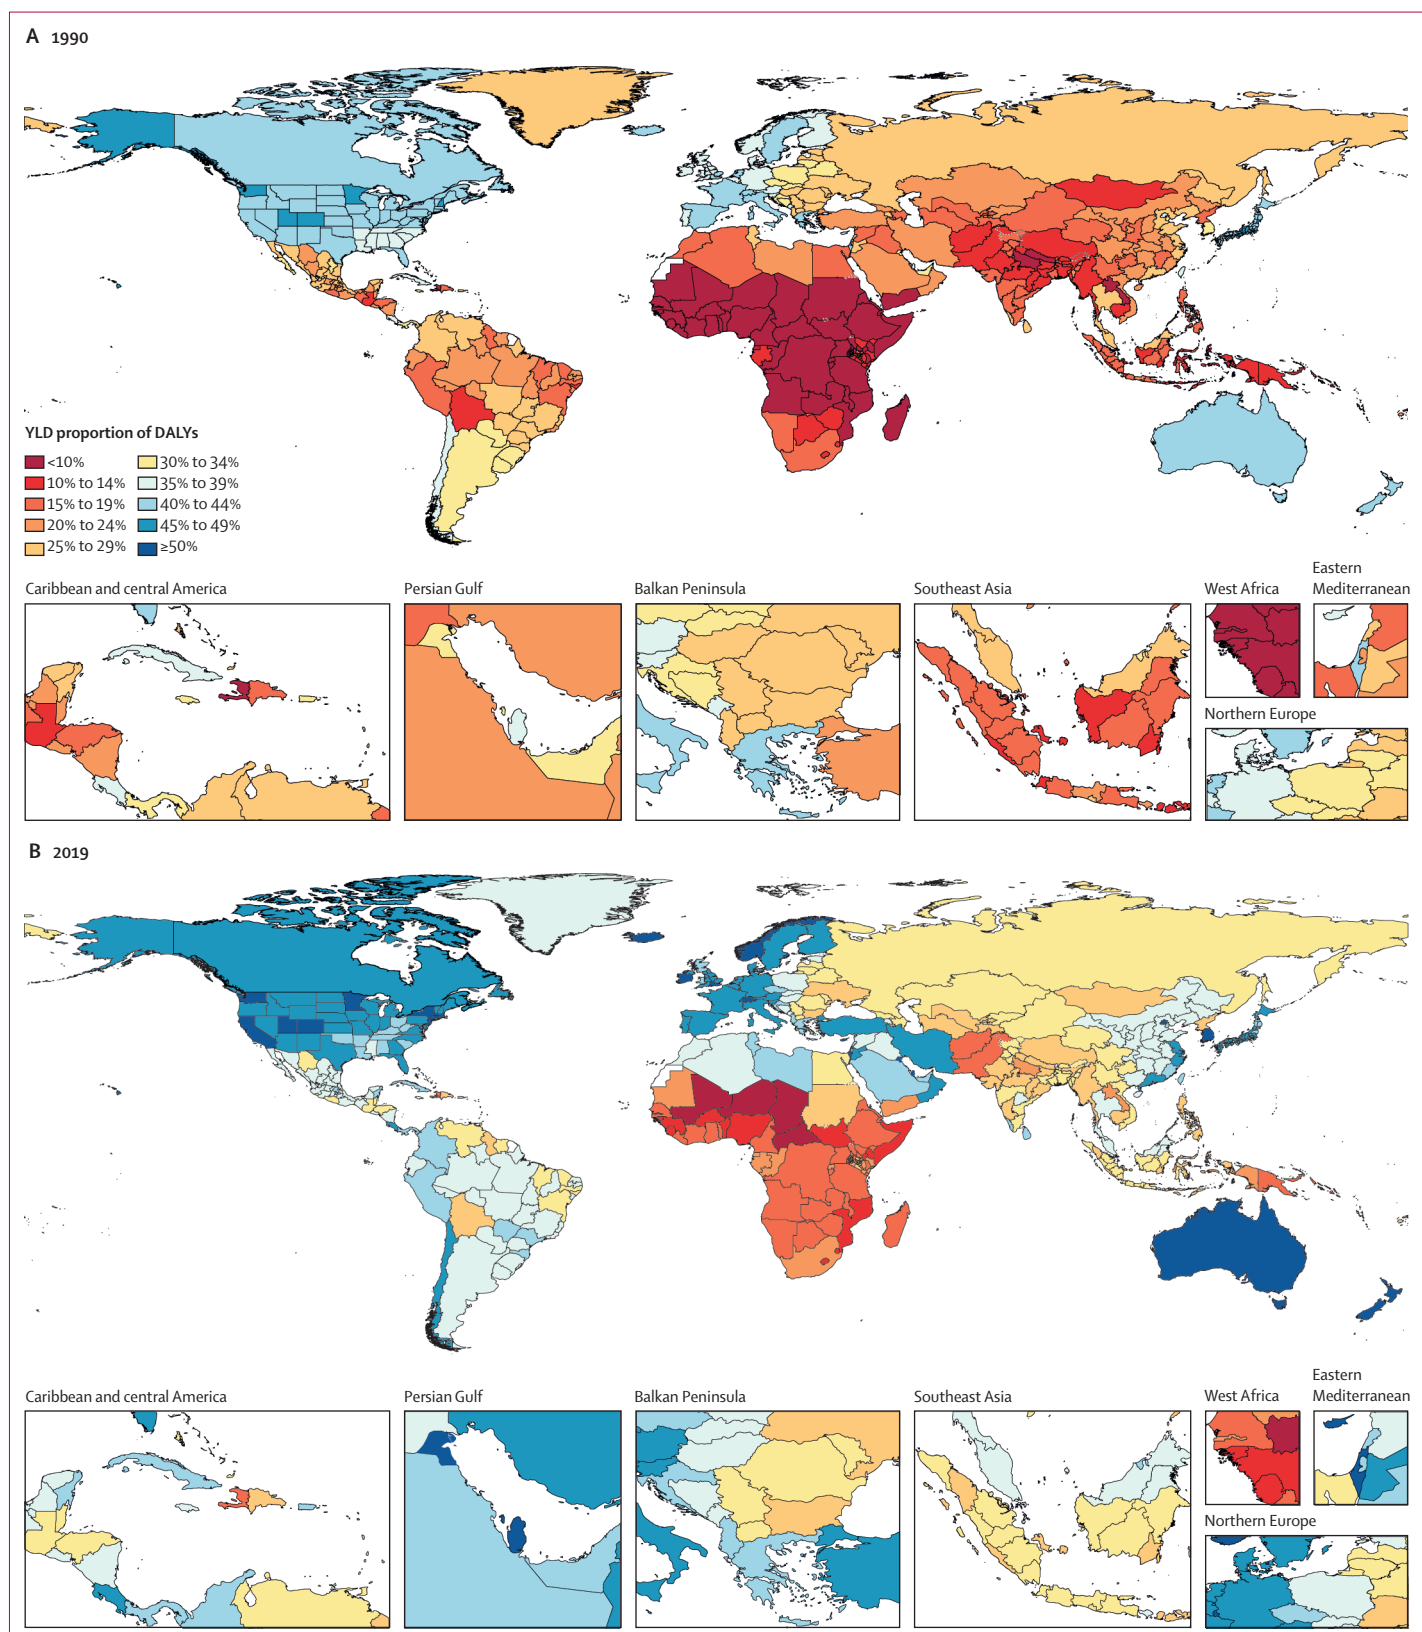 A 1990
YLD proportion of DALYs
<10% 30% to 34%
10% to 14% 35% to 39%
15% to 19% 40% to 44%
20% to 24% 45% to 49%
25% to 29% ≥50%
Caribbean and central America Persian Gulf Balkan Peninsula Southeast Asia West Africa Eastern
Mediterranean
Northern Europe
B 2019
Caribbean and central America Persian Gulf Balkan Peninsula Southeast Asia West Africa Eastern
Mediterranean
Northern Europe